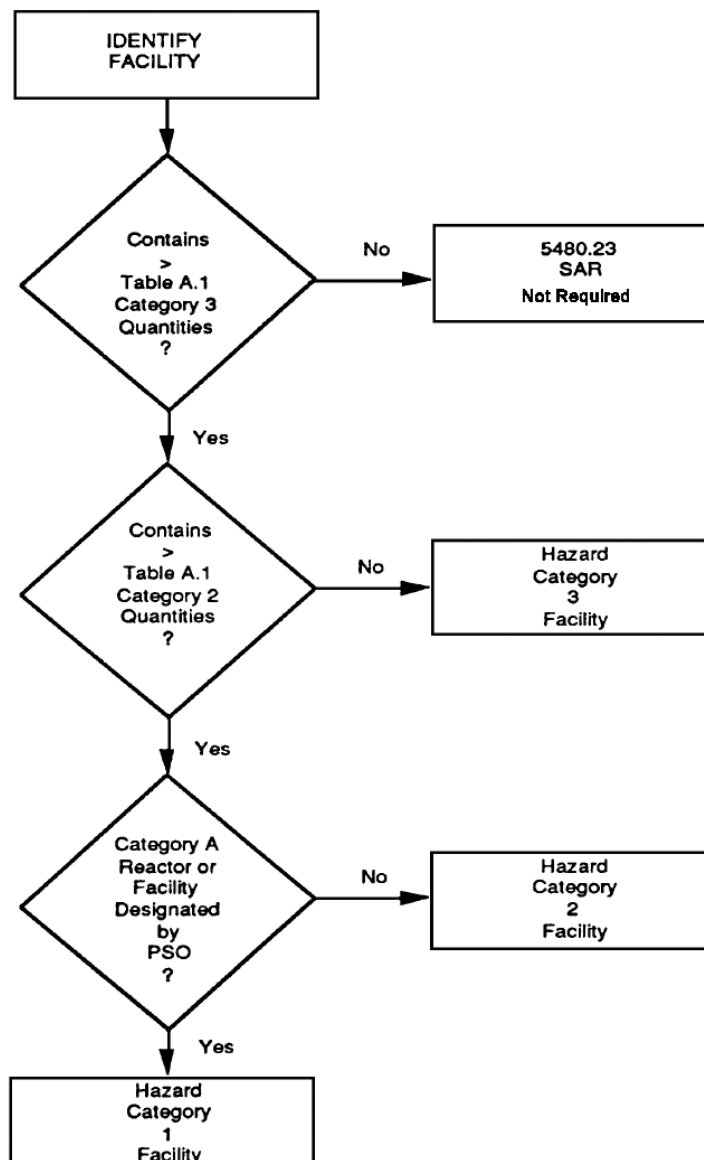 IDENTIFY
FACILITY
Contains
>
Table A.1
Category 3
Quantities
?
No
5480.23
SAR
Not Required
Yes
Contains
>
Table A.1
Category 2
Quantities
?
No
Hazard
Category
3
Facility
Yes
Category A
Reactor or
Facility
Designated
by
PSO
?
No
Hazard
Category
2
Facility
Yes
Hazard
Category
1
Facility